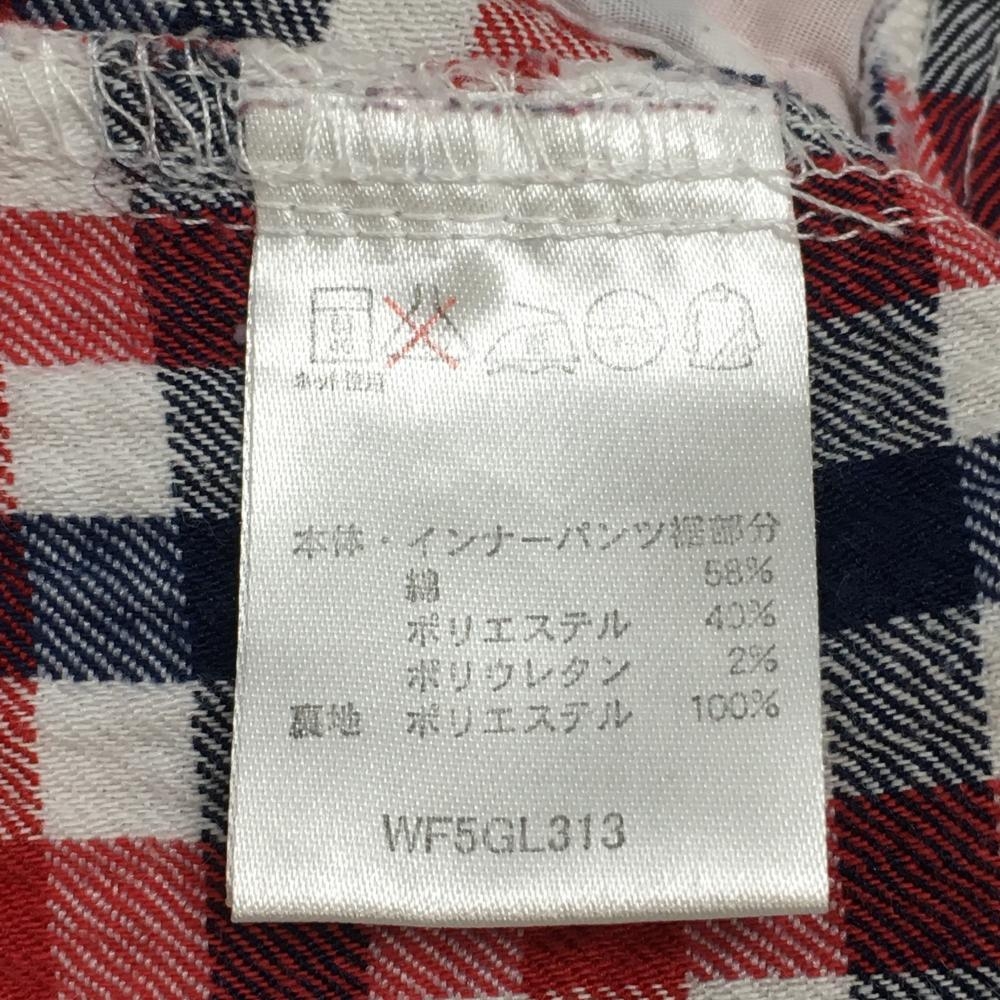 ネット使用
本体・インナーパンツ裾部分
綿 58%
ポリエステル 40%
ポリウレタン 2%
裏地 ポリエステル 100%
WF5GL313